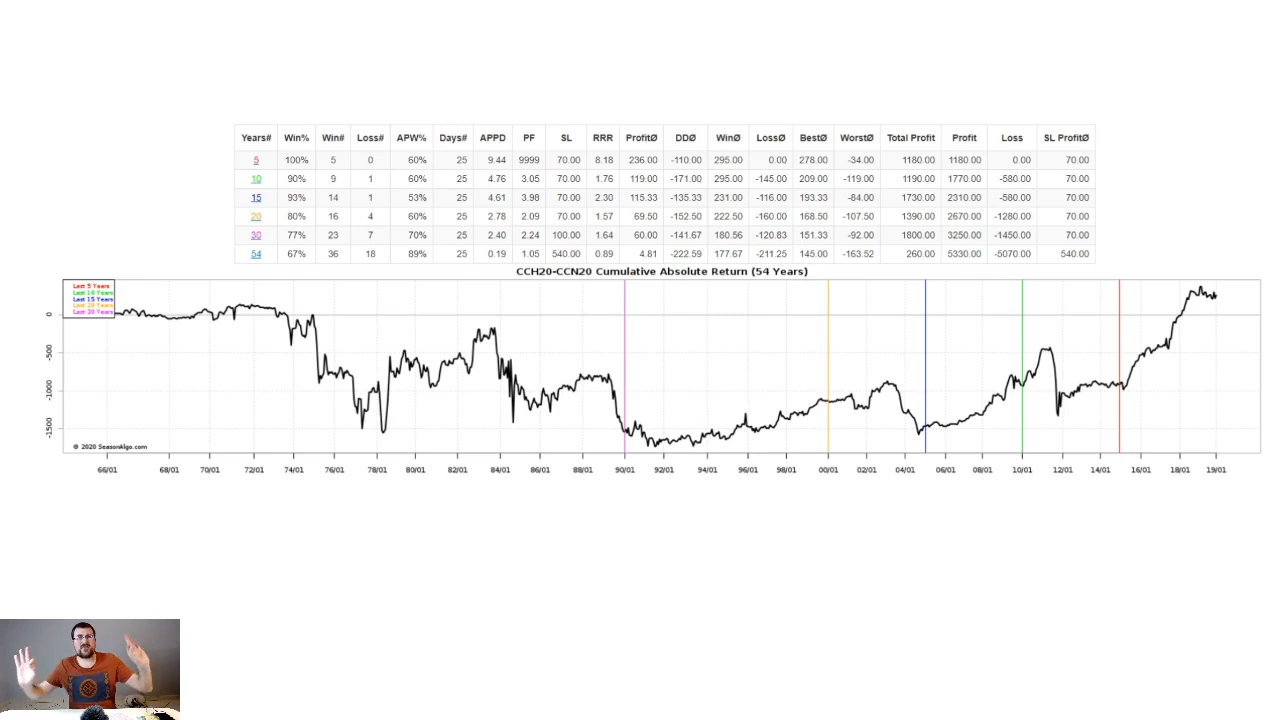 Years# Win% Win# Loss# APW% Days# APPD PF SL RRR ProfitØ DDØ WinØ LossØ BestØ WorstØ Total Profit Profit Loss SL ProfitØ
5 100% 5 0 60% 25 9.44 9999 70.00 8.18 236.00 -110.00 295.00 0.00 278.00 -34.00 1180.00 1180.00 0.00 70.00
10 90% 9 1 60% 25 4.76 3.05 70.00 1.76 119.00 -171.00 295.00 -145.00 209.00 -119.00 1190.00 1770.00 -580.00 70.00
15 93% 14 1 53% 25 4.61 3.98 70.00 2.30 115.33 -135.33 231.00 -116.00 193.33 -84.00 1730.00 2310.00 -580.00 70.00
20 80% 16 4 60% 25 2.78 2.09 70.00 1.57 69.50 -152.50 222.50 -160.00 168.50 -107.50 1390.00 2670.00 -1280.00 70.00
30 77% 23 7 70% 25 2.40 2.24 100.00 1.64 60.00 -141.67 180.56 -120.83 151.33 -92.00 1800.00 3250.00 -1450.00 70.00
54 67% 36 18 89% 25 0.19 1.05 540.00 0.89 4.81 -222.59 177.67 -211.25 145.00 -163.52 260.00 5330.00 -5070.00 540.00
CCH20-CCN20 Cumulative Absolute Return (54 Years)
Last 5 Years
Last 10 Years
Last 15 Years
Last 20 Years
Last 30 Years
0
-500
-1000
-1500
© 2020 SeasonAlgo.com
66/01 68/01 70/01 72/01 74/01 76/01 78/01 80/01 82/01 84/01 86/01 88/01 90/01 92/01 94/01 96/01 98/01 00/01 02/01 04/01 06/01 08/01 10/01 12/01 14/01 16/01 18/01 19/01